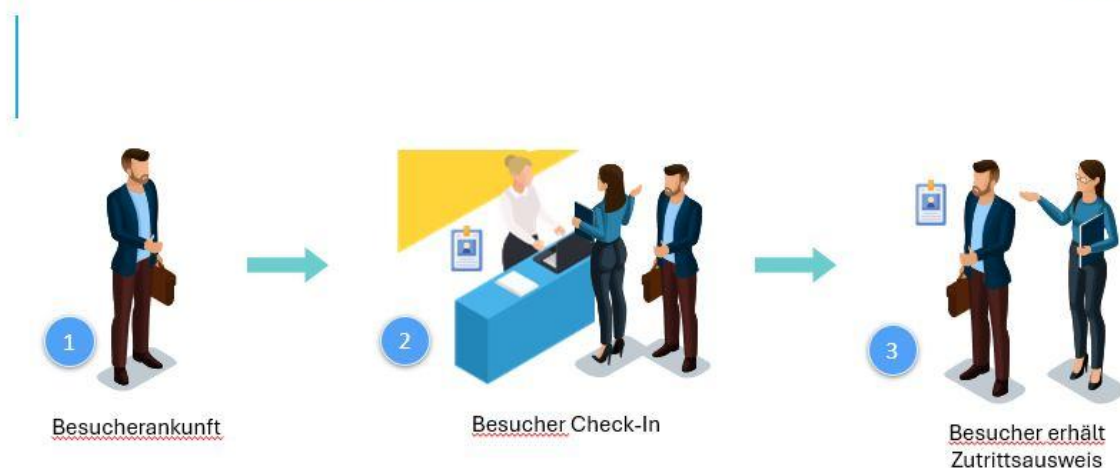 1
Besucherankunft
2
Besucher Check-In
3
Besucher erhält
Zutrittsausweis